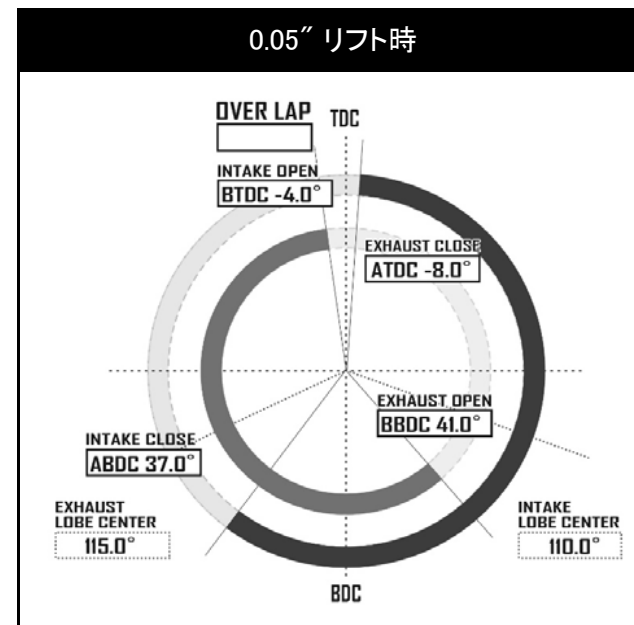 0.05″ リフト時
OVER LAP
TDC
INTAKE OPEN
BTDC -4.0°
EXHAUST CLOSE
ATDC -8.0°
EXHAUST OPEN
BBDC 41.0°
INTAKE CLOSE
ABDC 37.0°
EXHAUST
LOBE CENTER
115.0°
INTAKE
LOBE CENTER
110.0°
BDC